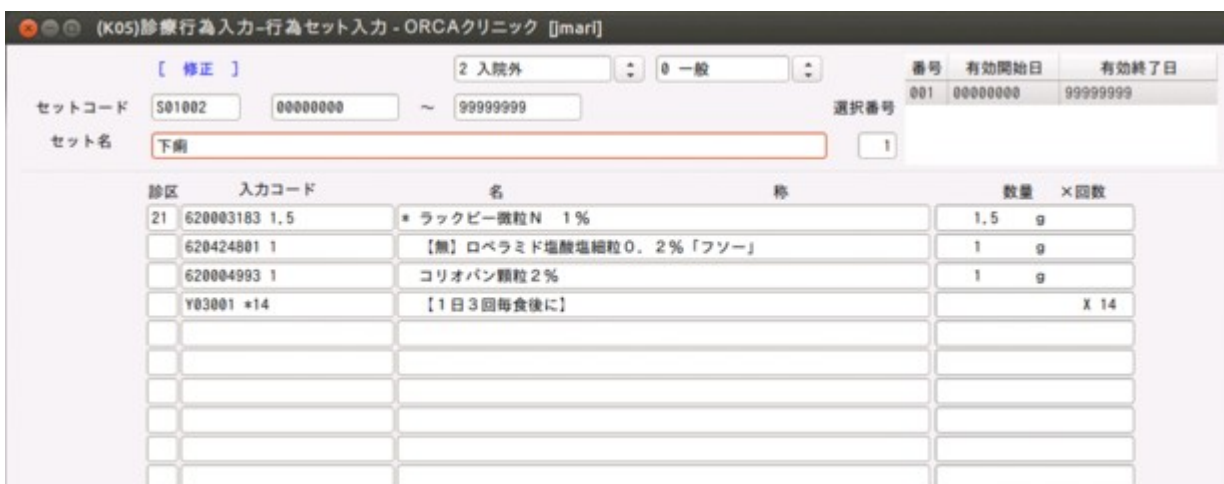 (K05)診療行為入力–行為セット入力 - ORCAクリニック [jmari]
[ 修正 ] 2 入院外 0 一般 番号 有効開始日 有効終了日
001 00000000 99999999
セットコード S01002 00000000 ～ 99999999 選択番号
セット名 下痢 1
診区 入力コード 名 称 数量 ×回数
21 620003183 1.5 * ラックビー微粒N 1% 1.5 g
620424801 1 【無】ロペラミド塩酸塩細粒0．2%「フソー」 1 g
620004993 1 コリオパン顆粒2% 1 g
Y03001 *14 【1日3回毎食後に】 X 14